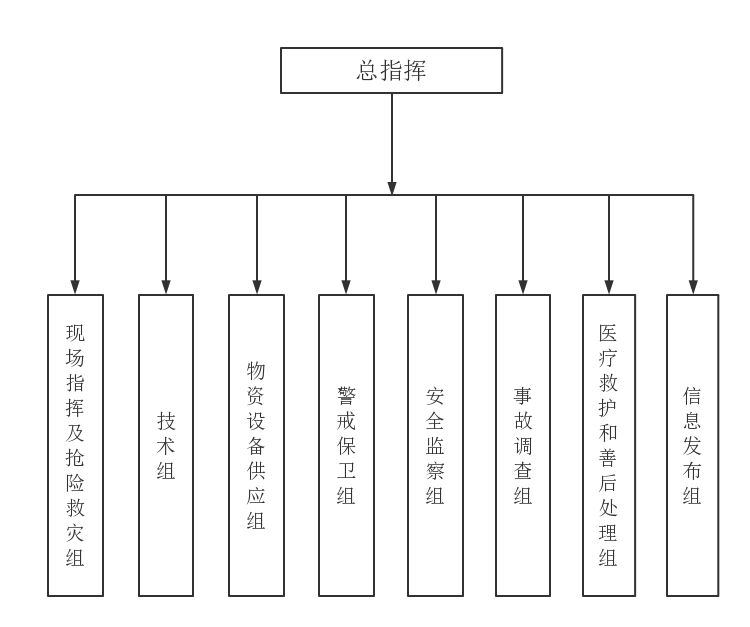 总指挥
现场指挥及抢险救灾组
技术组
物资设备供应组
警戒保卫组
安全监察组
事故调查组
医疗救护和善后处理组
信息发布组